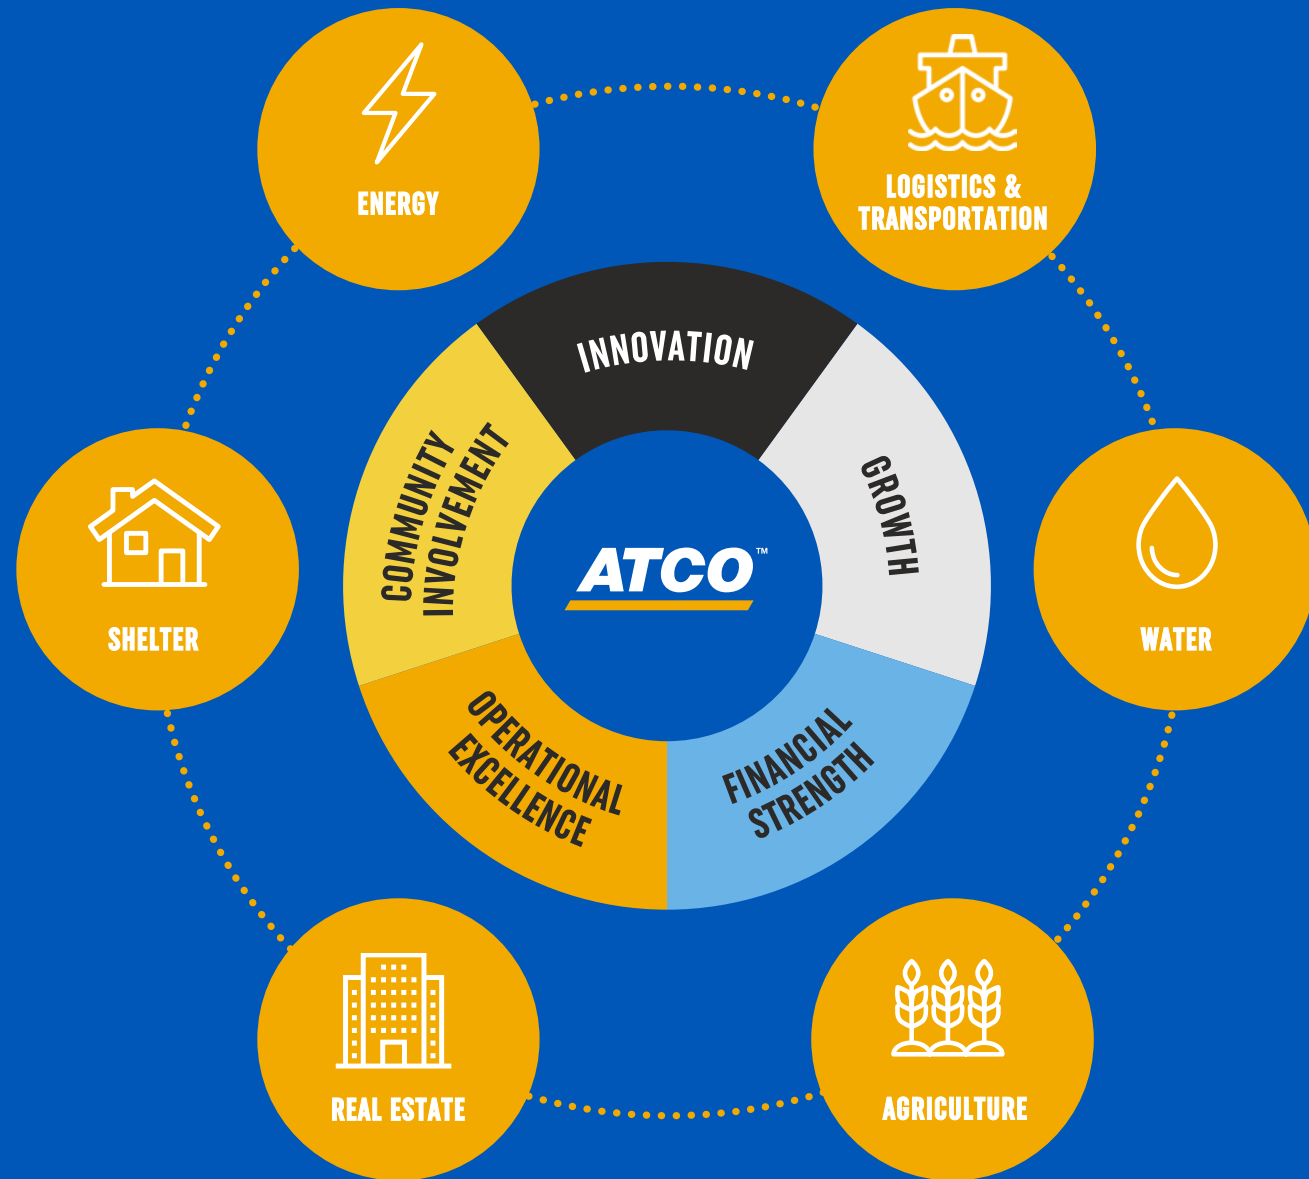 ENERGY
LOGISTICS &
TRANSPORTATION
INNOVATION
COMMUNITY
INVOLVEMENT
GROWTH
ATCO™
SHELTER
WATER
OPERATIONAL
EXCELLENCE
FINANCIAL
STRENGTH
REAL ESTATE
AGRICULTURE